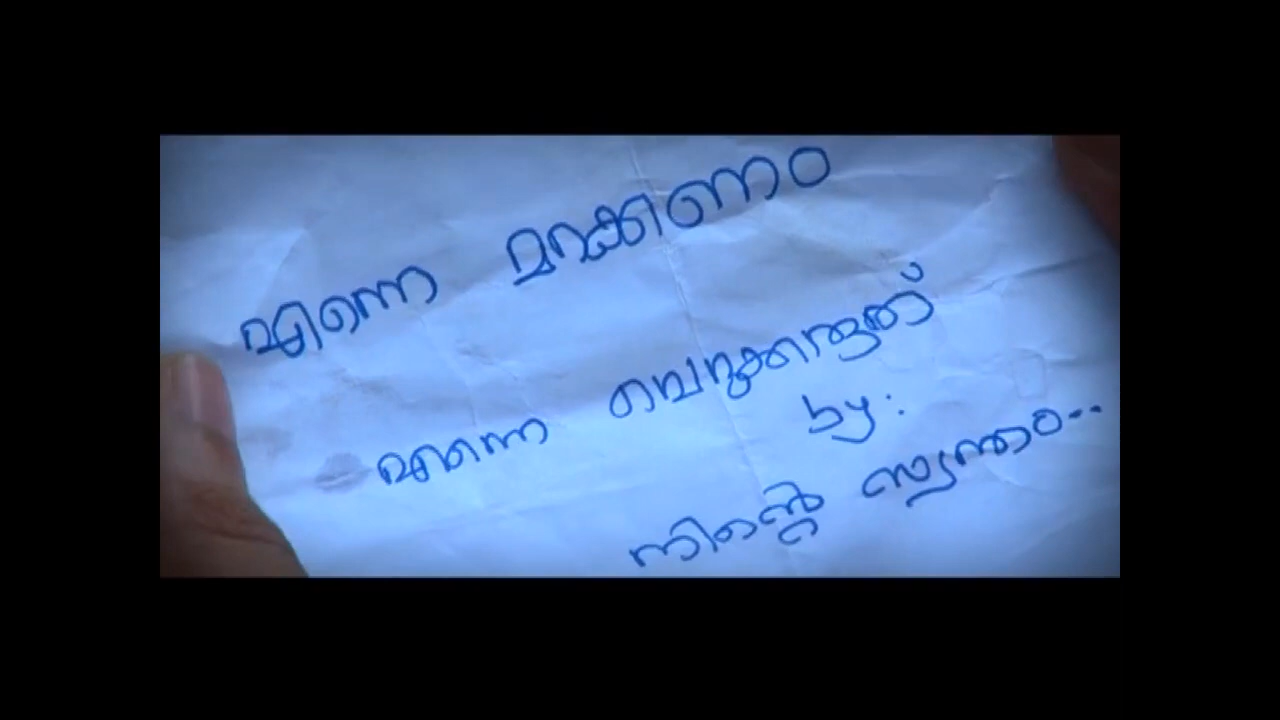 എന്നെ മറക്കണം
എന്നെ വെറുക്കരുത്
by:
നിന്റെ സ്വന്തം..